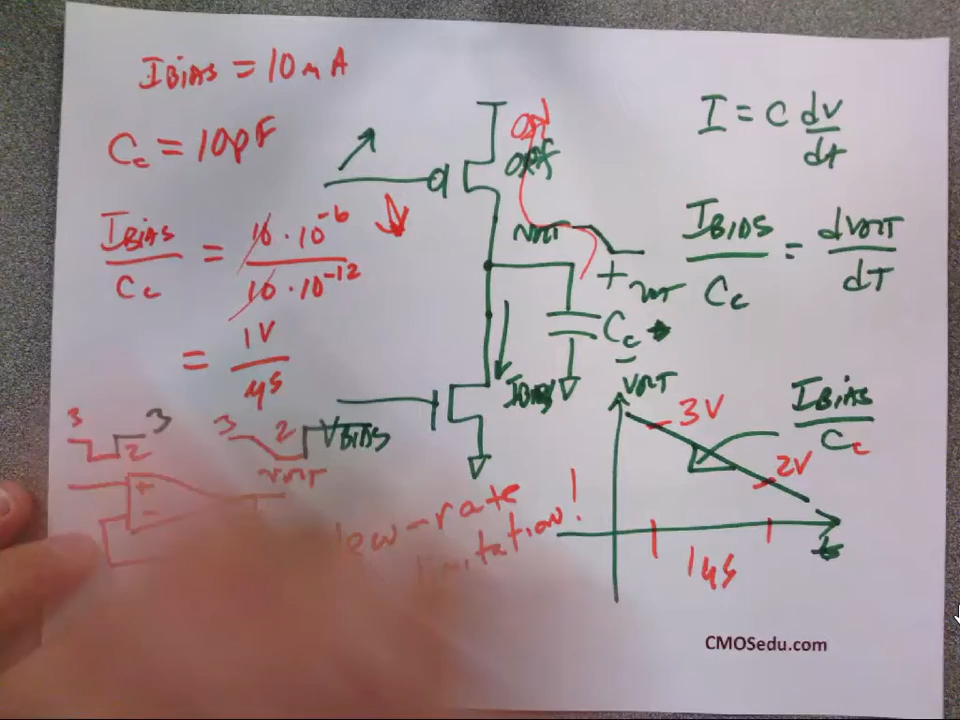 IBIAS = 10 μA
Cc = 10pF
IBIAS / Cc = 10 · 10^-6 / 10 · 10^-12
= 1V / μs
off
off
VOUT
+
VOUT
Cc
IBIAS
VBIAS
I = C dV/dt
IBIAS / Cc = dVOUT / dT
VOUT
3V
IBIAS / Cc
2V
1μs
t
3 2 3
3 2
VOUT
+
-
slew-rate
limitation!
CMOSedu.com